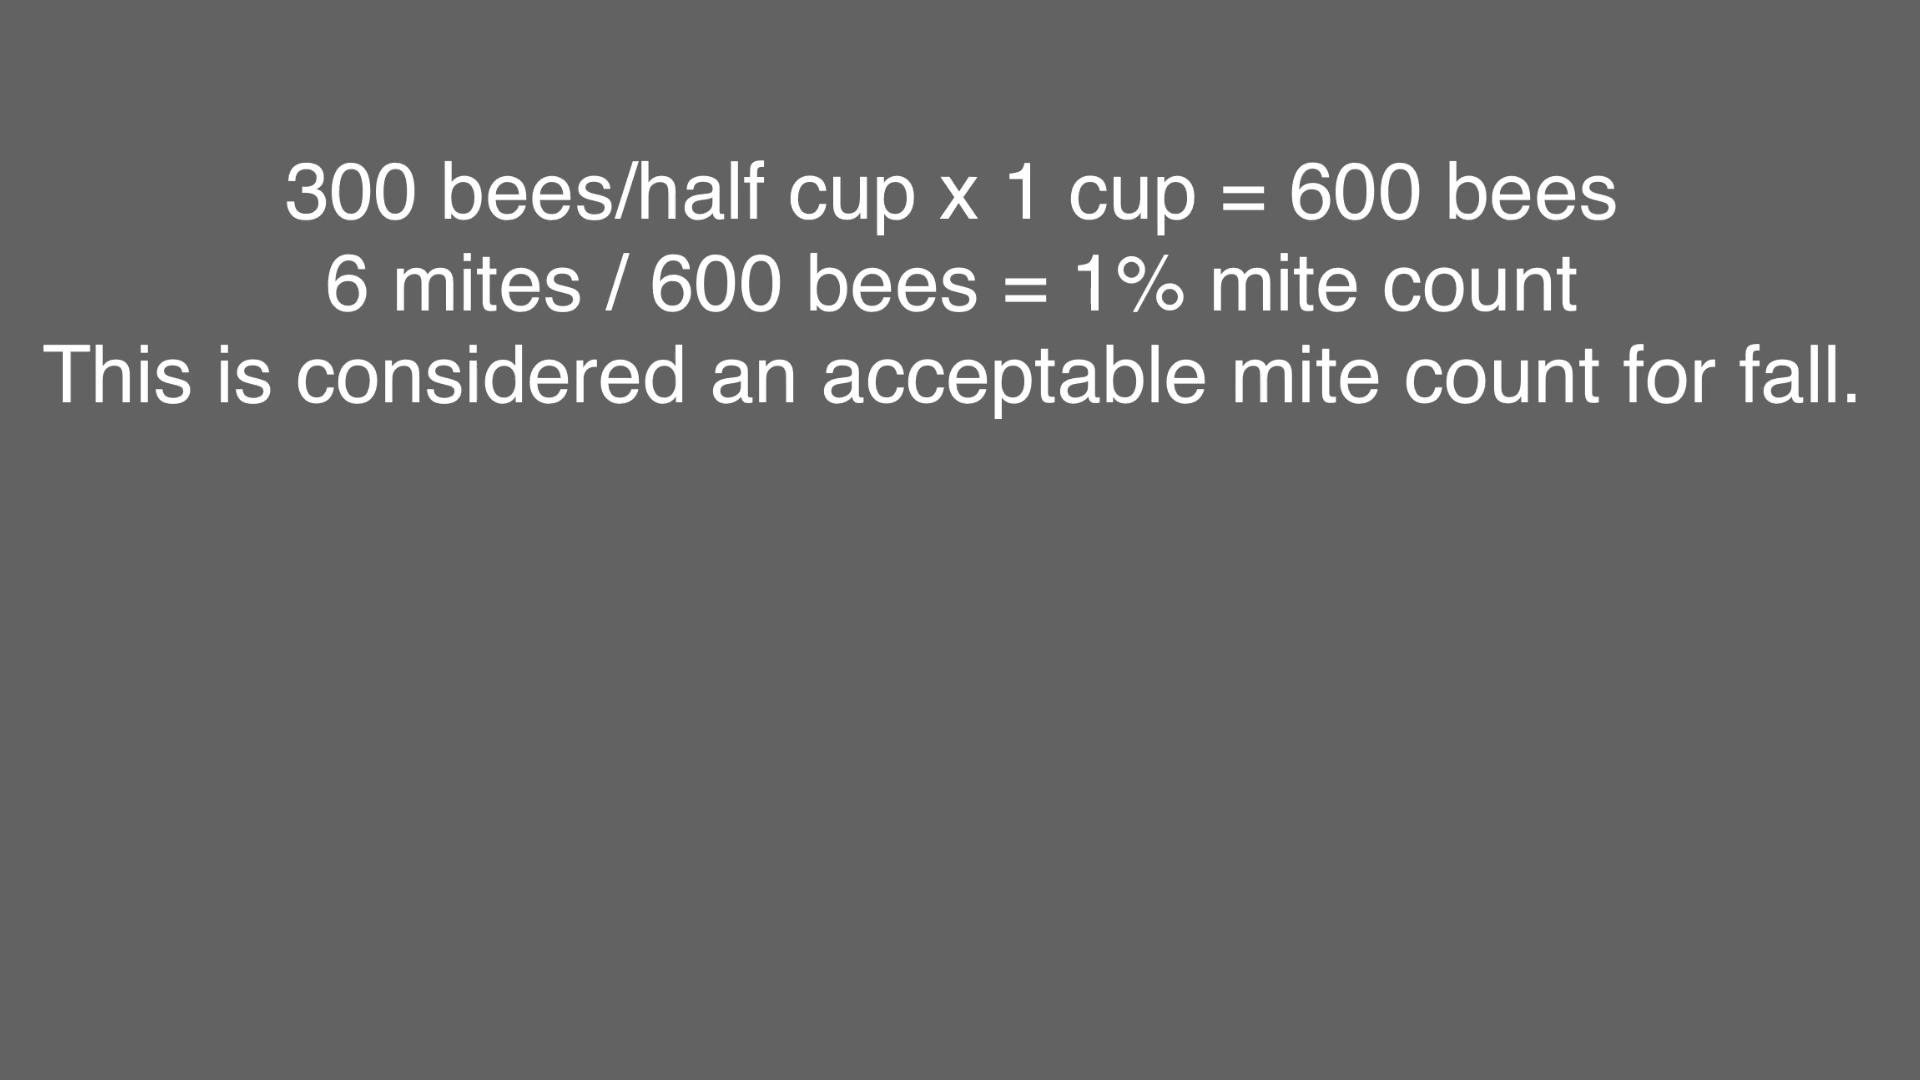 300 bees/half cup x 1 cup = 600 bees
6 mites / 600 bees = 1% mite count
This is considered an acceptable mite count for fall.